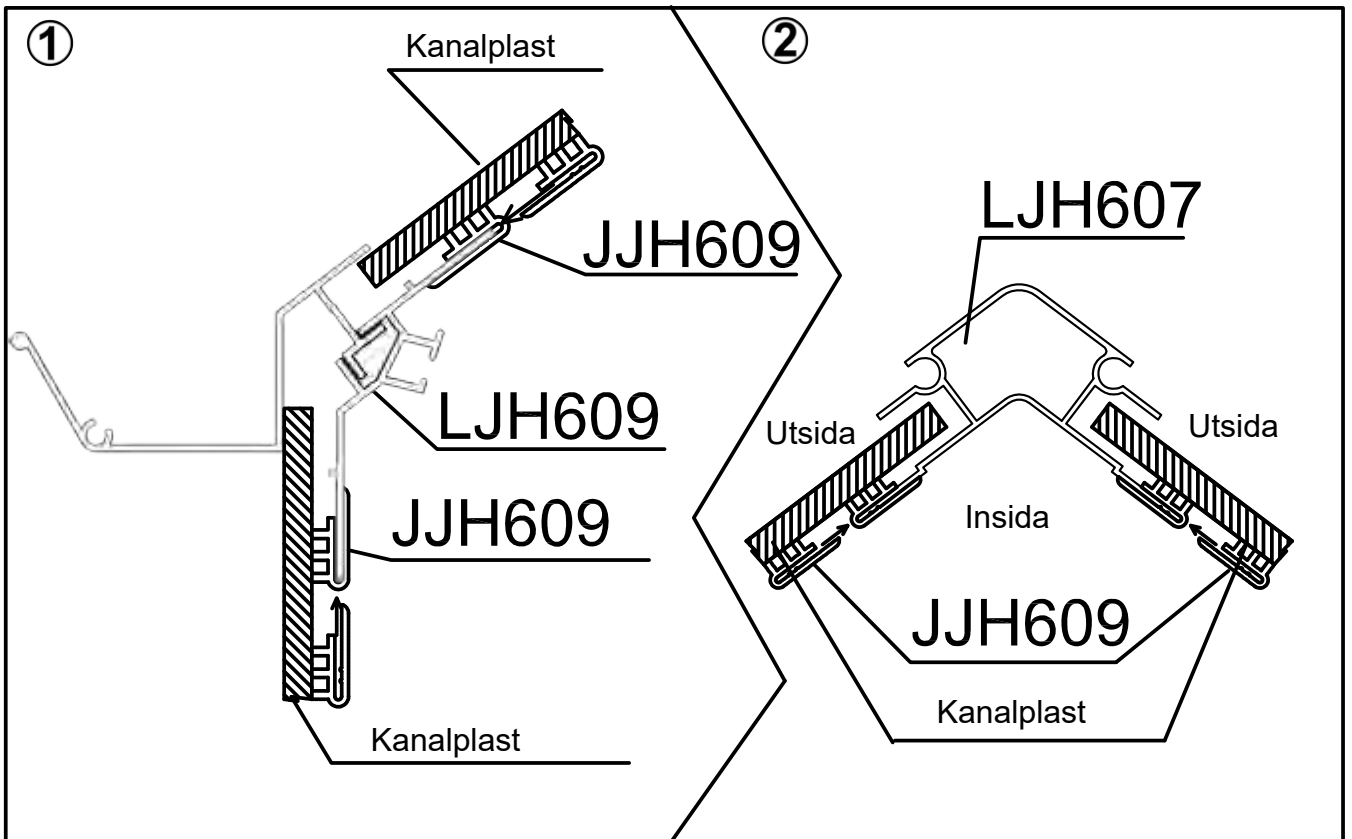 ①
Kanalplast
JJH609
LJH609
JJH609
Kanalplast
②
LJH607
Utsida
Utsida
Insida
JJH609
Kanalplast